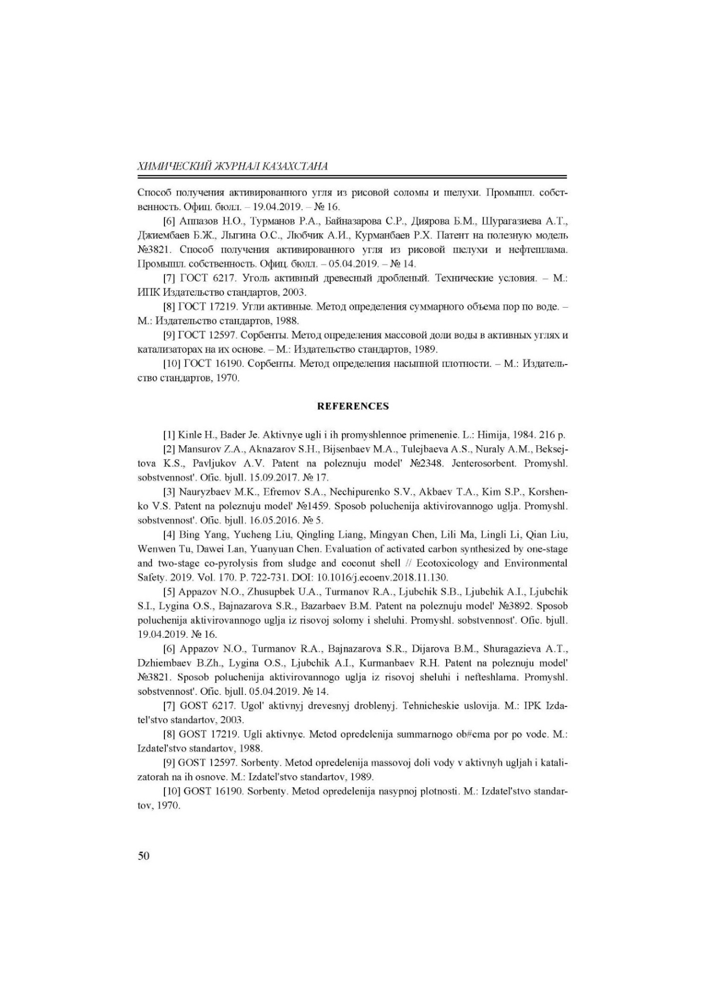 ХИМИЧЕСКИЙ ЖУРНАЛ КАЗАХСТАНА
Способ получения активированного угля из рисовой соломы и шелухи. Промышл. собст-
венность. Офиц. бюлл. – 19.04.2019. – № 16.
[6] Аппазов Н.О., Турманов Р.А., Байназарова С.Р., Диярова Б.М., Шурагазиева А.Т.,
Джиембаев Б.Ж., Лыгина О.С., Любчик А.И., Курманбаев Р.Х. Патент на полезную модель
№3821. Способ получения активированного угля из рисовой шелухи и нефтешлама.
Промышл. собственность. Офиц. бюлл. – 05.04.2019. – № 14.
[7] ГОСТ 6217. Уголь активный древесный дробленый. Технические условия. – М.:
ИПК Издательство стандартов, 2003.
[8] ГОСТ 17219. Угли активные. Метод определения суммарного объема пор по воде. –
М.: Издательство стандартов, 1988.
[9] ГОСТ 12597. Сорбенты. Метод определения массовой доли воды в активных углях и
катализаторах на их основе. – М.: Издательство стандартов, 1989.
[10] ГОСТ 16190. Сорбенты. Метод определения насыпной плотности. – М.: Издатель-
ство стандартов, 1970.
REFERENCES
[1] Kinle H., Bader Je. Aktivnye ugli i ih promyshlennoe primenenie. L.: Himija, 1984. 216 p.
[2] Mansurov Z.A., Aknazarov S.H., Bijsenbaev M.A., Tulejbaeva A.S., Nuraly A.M., Beksej-
tova K.S., Pavljukov A.V. Patent na poleznuju model' №2348. Jenterosorbent. Promyshl.
sobstvennost'. Ofic. bjull. 15.09.2017. № 17.
[3] Nauryzbaev M.K., Efremov S.A., Nechipurenko S.V., Akbaev T.A., Kim S.P., Korshen-
ko V.S. Patent na poleznuju model' №1459. Sposob poluchenija aktivirovannogo uglja. Promyshl.
sobstvennost'. Ofic. bjull. 16.05.2016. № 5.
[4] Bing Yang, Yucheng Liu, Qingling Liang, Mingyan Chen, Lili Ma, Lingli Li, Qian Liu,
Wenwen Tu, Dawei Lan, Yuanyuan Chen. Evaluation of activated carbon synthesized by one-stage
and two-stage co-pyrolysis from sludge and coconut shell // Ecotoxicology and Environmental
Safety. 2019. Vol. 170. P. 722-731. DOI: 10.1016/j.ecoenv.2018.11.130.
[5] Appazov N.O., Zhusupbek U.A., Turmanov R.A., Ljubchik S.B., Ljubchik A.I., Ljubchik
S.I., Lygina O.S., Bajnazarova S.R., Bazarbaev B.M. Patent na poleznuju model' №3892. Sposob
poluchenija aktivirovannogo uglja iz risovoj solomy i sheluhi. Promyshl. sobstvennost'. Ofic. bjull.
19.04.2019. № 16.
[6] Appazov N.O., Turmanov R.A., Bajnazarova S.R., Dijarova B.M., Shuragazieva A.T.,
Dzhiembaev B.Zh., Lygina O.S., Ljubchik A.I., Kurmanbaev R.H. Patent na poleznuju model'
№3821. Sposob poluchenija aktivirovannogo uglja iz risovoj sheluhi i nefteshlama. Promyshl.
sobstvennost'. Ofic. bjull. 05.04.2019. № 14.
[7] GOST 6217. Ugol' aktivnyj drevesnyj droblenyj. Tehnicheskie uslovija. M.: IPK Izda-
tel'stvo standartov, 2003.
[8] GOST 17219. Ugli aktivnye. Metod opredelenija summarnogo ob#ema por po vode. M.:
Izdatel'stvo standartov, 1988.
[9] GOST 12597. Sorbenty. Metod opredelenija massovoj doli vody v aktivnyh ugljah i katali-
zatorah na ih osnove. M.: Izdatel'stvo standartov, 1989.
[10] GOST 16190. Sorbenty. Metod opredelenija nasypnoj plotnosti. M.: Izdatel'stvo standar-
tov, 1970.
50